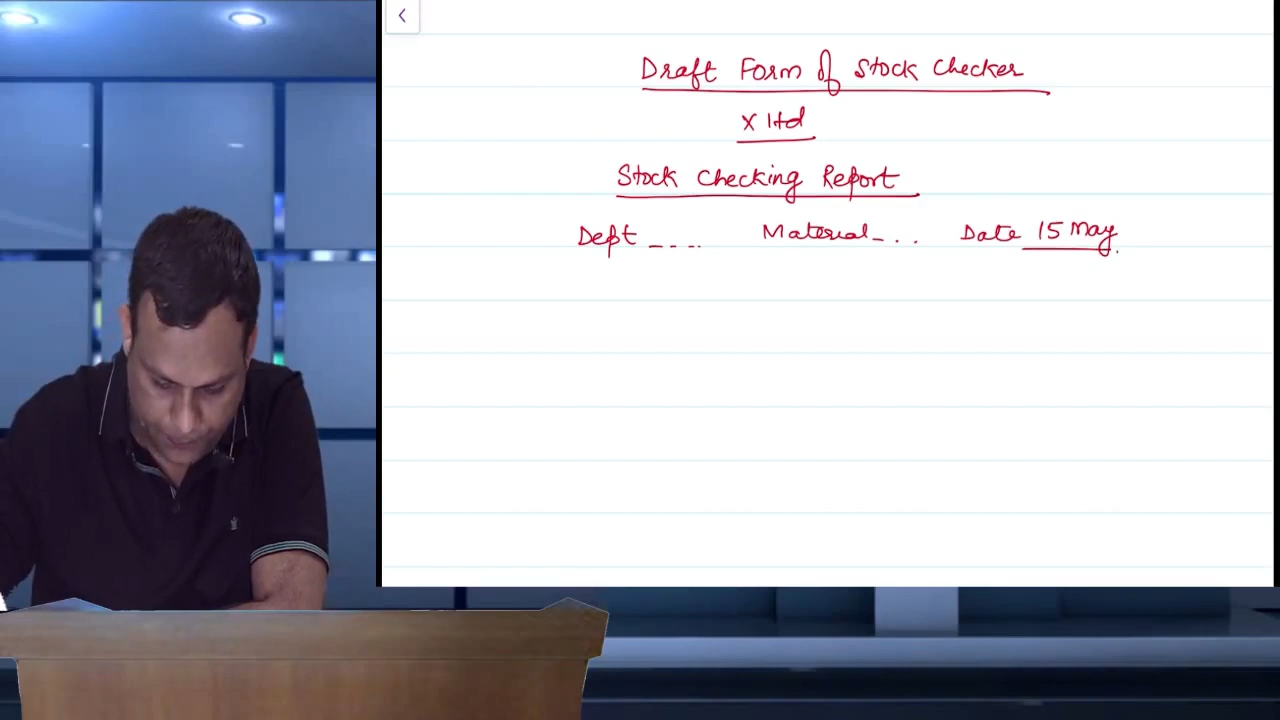 Draft Form of Stock Checker
X ltd
Stock Checking Report
Dept _ _ _ .. Material _ . . Date 15 May